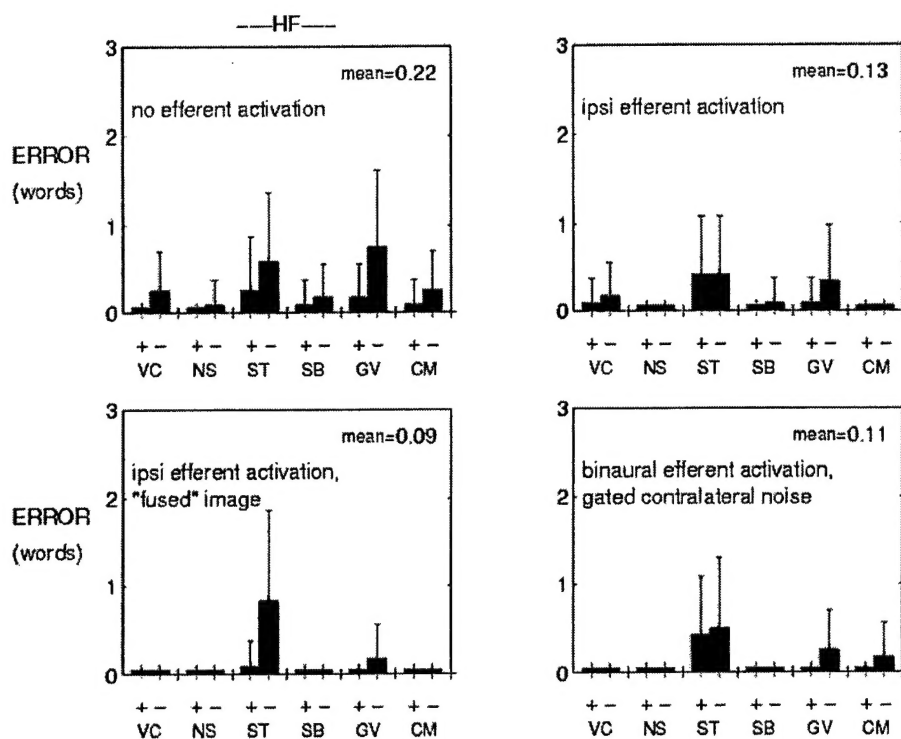 —HF—
3
mean=0.22
no efferent activation
2
ERROR
(words)
1
0
+ − + − + − + − + − + −
VC NS ST SB GV CM
3
mean=0.13
ipsi efferent activation
2
1
0
+ − + − + − + − + − + −
VC NS ST SB GV CM
3
mean=0.09
ipsi efferent activation,
"fused" image
2
ERROR
(words)
1
0
+ − + − + − + − + − + −
VC NS ST SB GV CM
3
mean=0.11
binaural efferent activation,
gated contralateral noise
2
1
0
+ − + − + − + − + − + −
VC NS ST SB GV CM